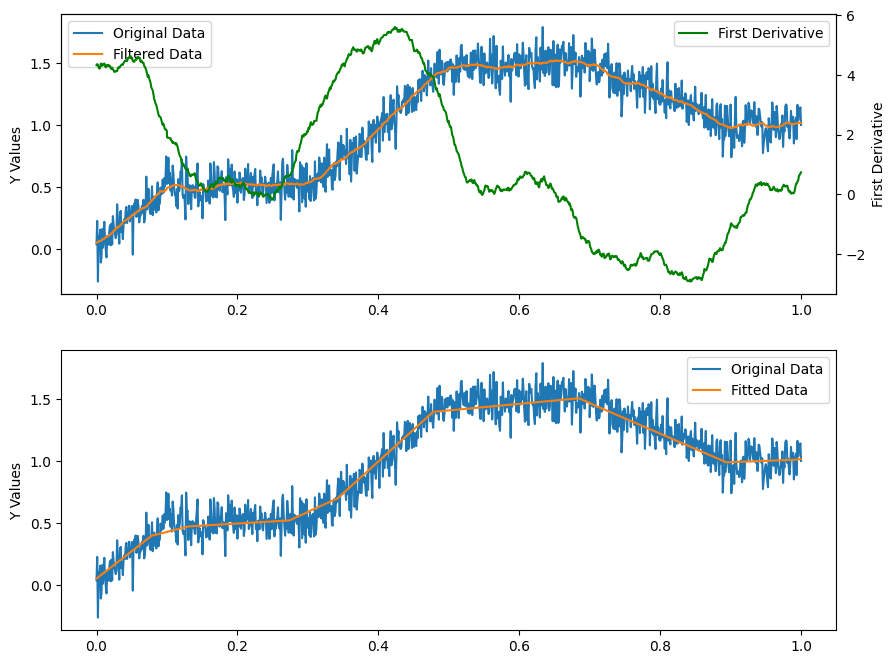 Original Data
Filtered Data
First Derivative
Y Values
1.5
1.0
0.5
0.0
6
4
2
0
−2
First Derivative
0.0 0.2 0.4 0.6 0.8 1.0
Original Data
Fitted Data
Y Values
1.5
1.0
0.5
0.0
0.0 0.2 0.4 0.6 0.8 1.0